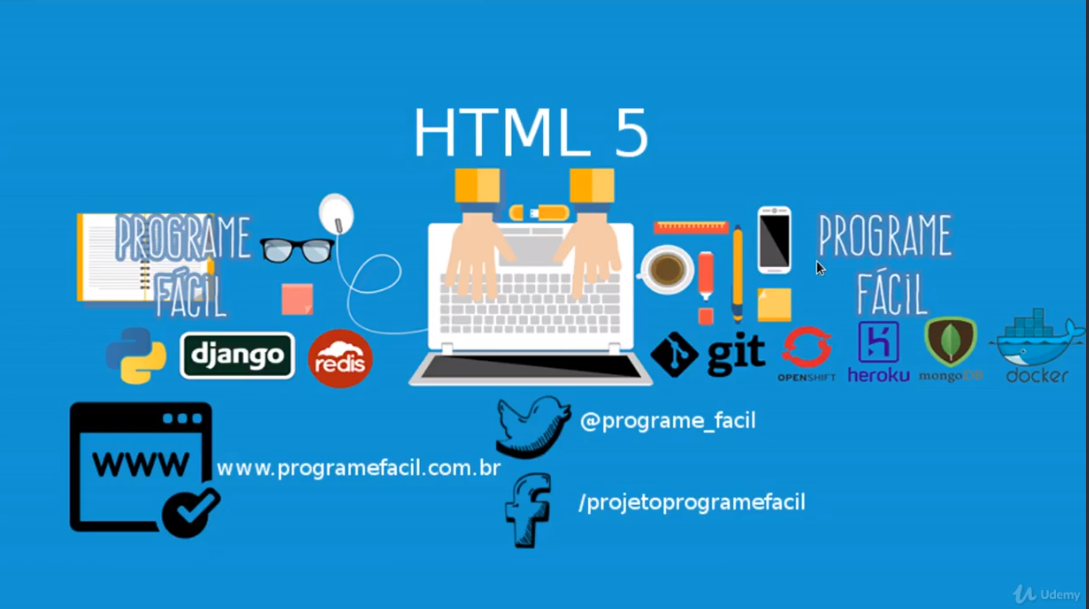 HTML 5
PROGRAME
FÁCIL
PROGRAME
FÁCIL
django
redis
git
OPENSHIFT
heroku
mongoDB
docker
www
www.programefacil.com.br
@programe_facil
/projetoprogramefacil
Udemy